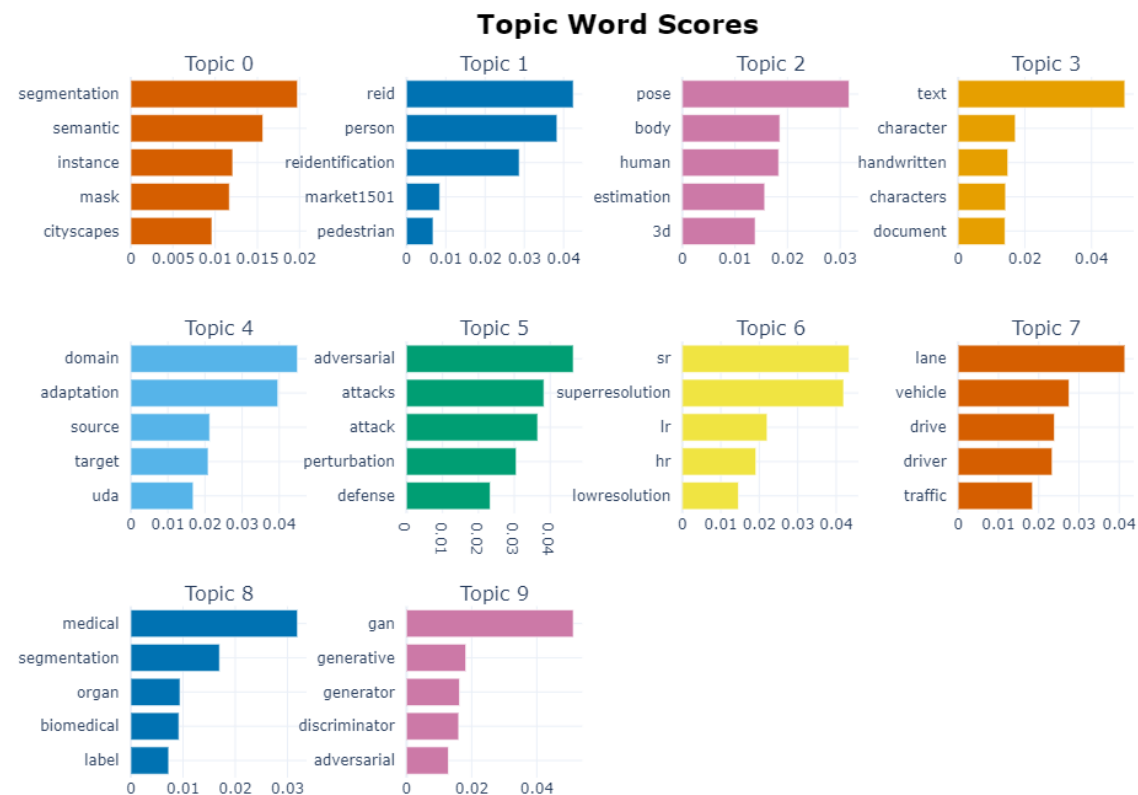 Topic Word Scores
Topic 0
segmentation
semantic
instance
mask
cityscapes
0 0.005 0.01 0.015 0.02
Topic 1
reid
person
reidentification
market1501
pedestrian
0 0.01 0.02 0.03 0.04
Topic 2
pose
body
human
estimation
3d
0 0.01 0.02 0.03
Topic 3
text
character
handwritten
characters
document
0 0.02 0.04
Topic 4
domain
adaptation
source
target
uda
0 0.01 0.02 0.03 0.04
Topic 5
adversarial
attacks
attack
perturbation
defense
0 0.01 0.02 0.03 0.04
Topic 6
sr
superresolution
lr
hr
lowresolution
0 0.01 0.02 0.03 0.04
Topic 7
lane
vehicle
drive
driver
traffic
0 0.01 0.02 0.03 0.04
Topic 8
medical
segmentation
organ
biomedical
label
0 0.01 0.02 0.03
Topic 9
gan
generative
generator
discriminator
adversarial
0 0.02 0.04